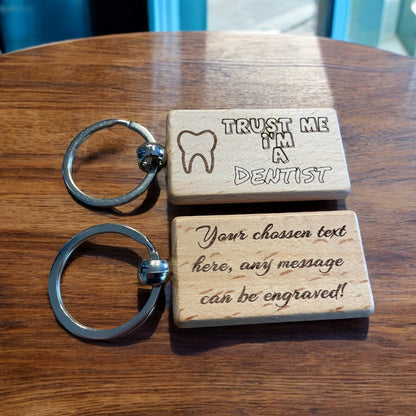 TRUST ME
I'M
A
DENTIST
Your chossen text
here, any message
can be engraved!